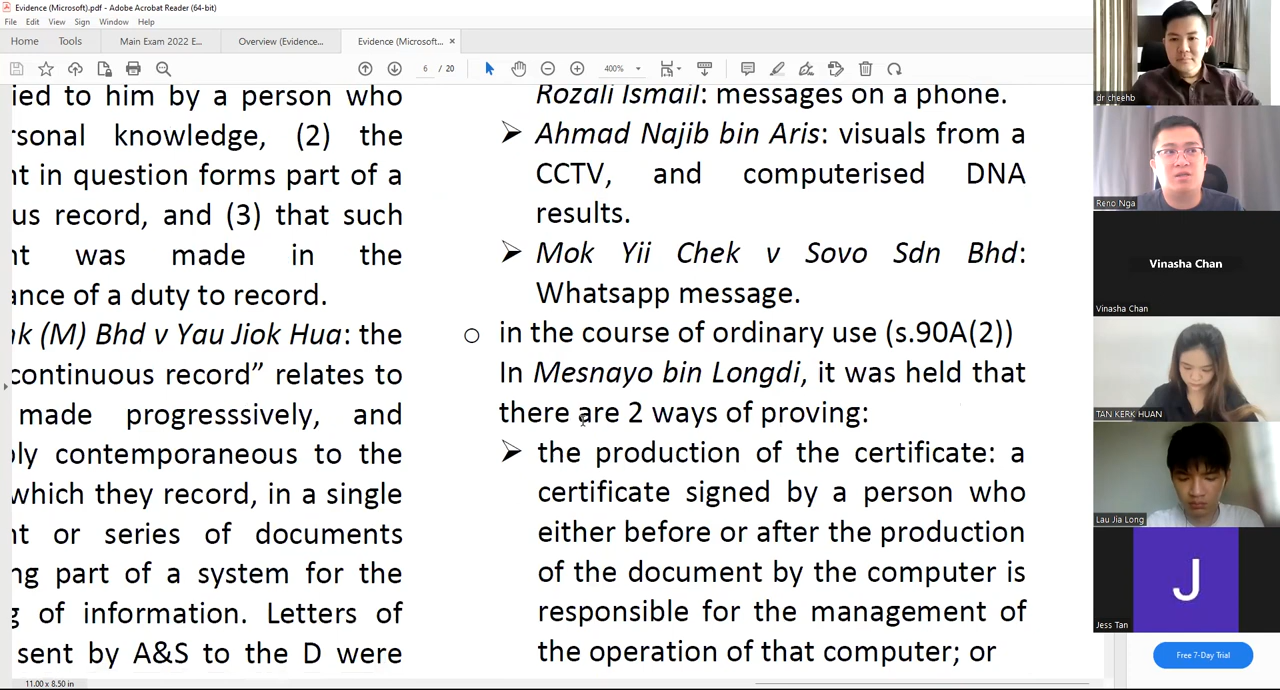 Evidence (Microsoft).pdf - Adobe Acrobat Reader (64-bit)
File Edit View Sign Window Help
Home Tools Main Exam 2022 E... Overview (Evidence... Evidence (Microsoft... ×
6 / 20 400%
ied to him by a person who
rsonal knowledge, (2) the
nt in question forms part of a
us record, and (3) that such
nt was made in the
ance of a duty to record.
nk (M) Bhd v Yau Jiok Hua: the
continuous record” relates to
made progresssively, and
bly contemporaneous to the
which they record, in a single
nt or series of documents
ng part of a system for the
g of information. Letters of
sent by A&S to the D were
Rozali Ismail: messages on a phone.
➢ Ahmad Najib bin Aris: visuals from a
CCTV, and computerised DNA
results.
➢ Mok Yii Chek v Sovo Sdn Bhd:
Whatsapp message.
o in the course of ordinary use (s.90A(2))
In Mesnayo bin Longdi, it was held that
there are 2 ways of proving:
➢ the production of the certificate: a
certificate signed by a person who
either before or after the production
of the document by the computer is
responsible for the management of
the operation of that computer; or
11.00 x 8.50 in
dr cheehb
Reno Nga
Vinasha Chan
Vinasha Chan
TAN KERK HUAN
Lau Jia Long
J
Jess Tan
Free 7-Day Trial